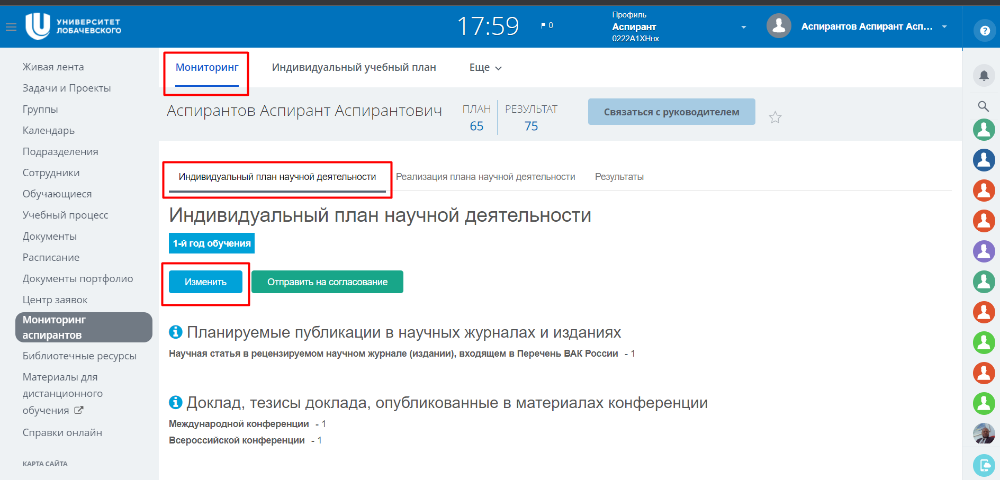 УНИВЕРСИТЕТ
ЛОБАЧЕВСКОГО
17:59
0
Профиль
Аспирант
0222А1ХНнх
Аспирантов Аспирант Асп...
?
Живая лента
Задачи и Проекты
Группы
Календарь
Подразделения
Сотрудники
Обучающиеся
Учебный процесс
Документы
Расписание
Документы портфолио
Центр заявок
Мониторинг
аспирантов
Библиотечные ресурсы
Материалы для
дистанционного
обучения
Справки онлайн
КАРТА САЙТА
Мониторинг
Индивидуальный учебный план
Еще
Аспирантов Аспирант Аспирантович
ПЛАН
65
РЕЗУЛЬТАТ
75
Связаться с руководителем
Индивидуальный план научной деятельности
Реализация плана научной деятельности
Результаты
Индивидуальный план научной деятельности
1-й год обучения
Изменить
Отправить на согласование
Планируемые публикации в научных журналах и изданиях
Научная статья в рецензируемом научном журнале (издании), входящем в Перечень ВАК России - 1
Доклад, тезисы доклада, опубликованные в материалах конференции
Международной конференции - 1
Всероссийской конференции - 1